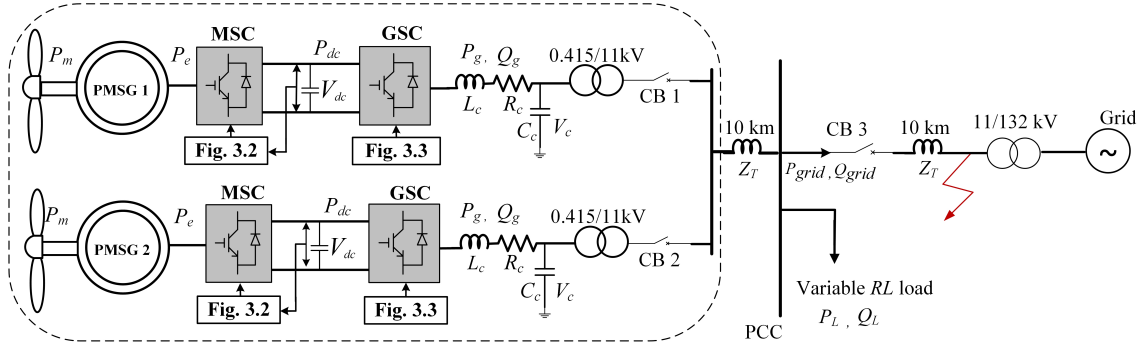 MSC
GSC
P_m
P_e
P_dc
P_g, Q_g
0.415/11kV
PMSG 1
V_dc
L_c
R_c
C_c
V_c
CB 1
Fig. 3.2
Fig. 3.3
10 km
Z_T
CB 3
10 km
Z_T
11/132 kV
Grid
~
P_grid, Q_grid
MSC
GSC
P_m
P_e
P_dc
P_g, Q_g
0.415/11kV
PMSG 2
V_dc
L_c
R_c
C_c
V_c
CB 2
Fig. 3.2
Fig. 3.3
Variable RL load
P_L , Q_L
PCC